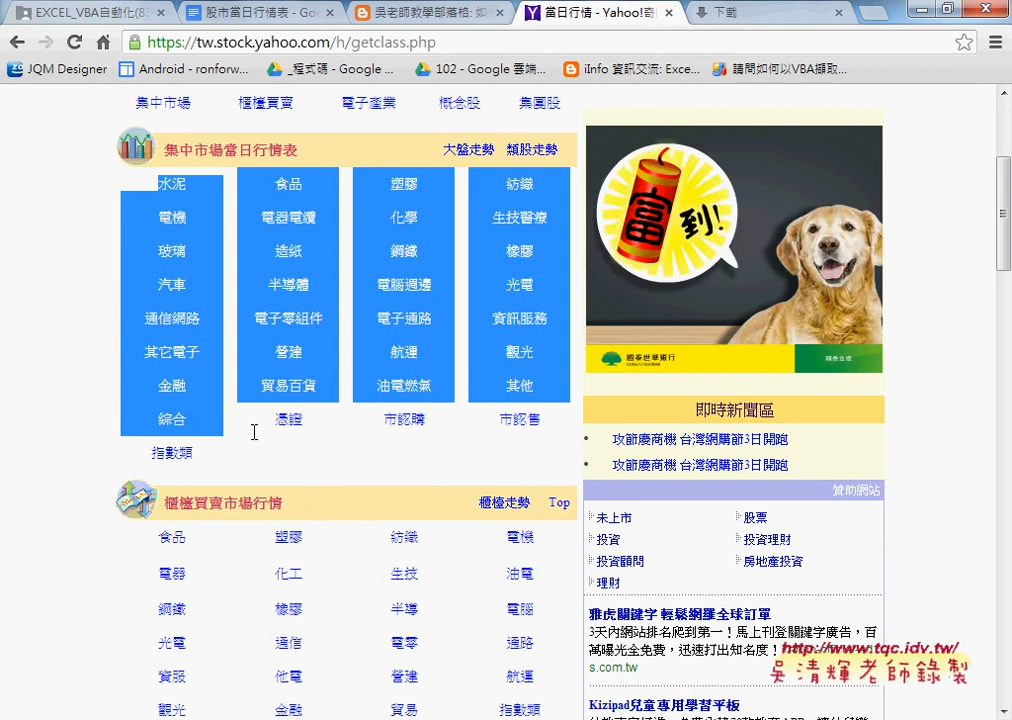 EXCEL_VBA自動化(83
股市當日行情表 - Go
吳老師教學部落格: 如
當日行情 - Yahoo!奇
下載
https://tw.stock.yahoo.com/h/getclass.php
JQM Designer
Android - ronforw...
_程式碼 - Google ...
102 - Google 雲端...
iInfo 資訊交流: Exce...
請問如何以VBA擷取...
集中市場 櫃檯買賣 電子產業 概念股 集團股
集中市場當日行情表 大盤走勢 類股走勢
水泥 食品 塑膠 紡織
電機 電器電纜 化學 生技醫療
玻璃 造紙 鋼鐵 橡膠
汽車 半導體 電腦週邊 光電
通信網路 電子零組件 電子通路 資訊服務
其它電子 營建 航運 觀光
金融 貿易百貨 油電燃氣 其他
綜合 憑證 市認購 市認售
指數類
櫃檯買賣市場行情 櫃檯走勢 Top
食品 塑膠 紡織 電機
電器 化工 生技 油電
鋼鐵 橡膠 半導 電腦
光電 通信 電零 通路
資服 他電 營建 航運
觀光 金融 貿易 指數類
富 到!
國泰世華銀行
國泰金控
即時新聞區
攻節慶商機 台灣網購節3日開跑
攻節慶商機 台灣網購節3日開跑
贊助網站
未上市 股票
投資 投資理財
投資顧問 房地產投資
理財
雅虎關鍵字 輕鬆網羅全球訂單
3天內網站排名爬到第一！馬上刊登關鍵字廣告，百
萬曝光全免費，迅速打出知名度！
s.com.tw
http://www.tqc.idv.tw/
吳清輝老師錄製
Kizipad兒童專用學習平板